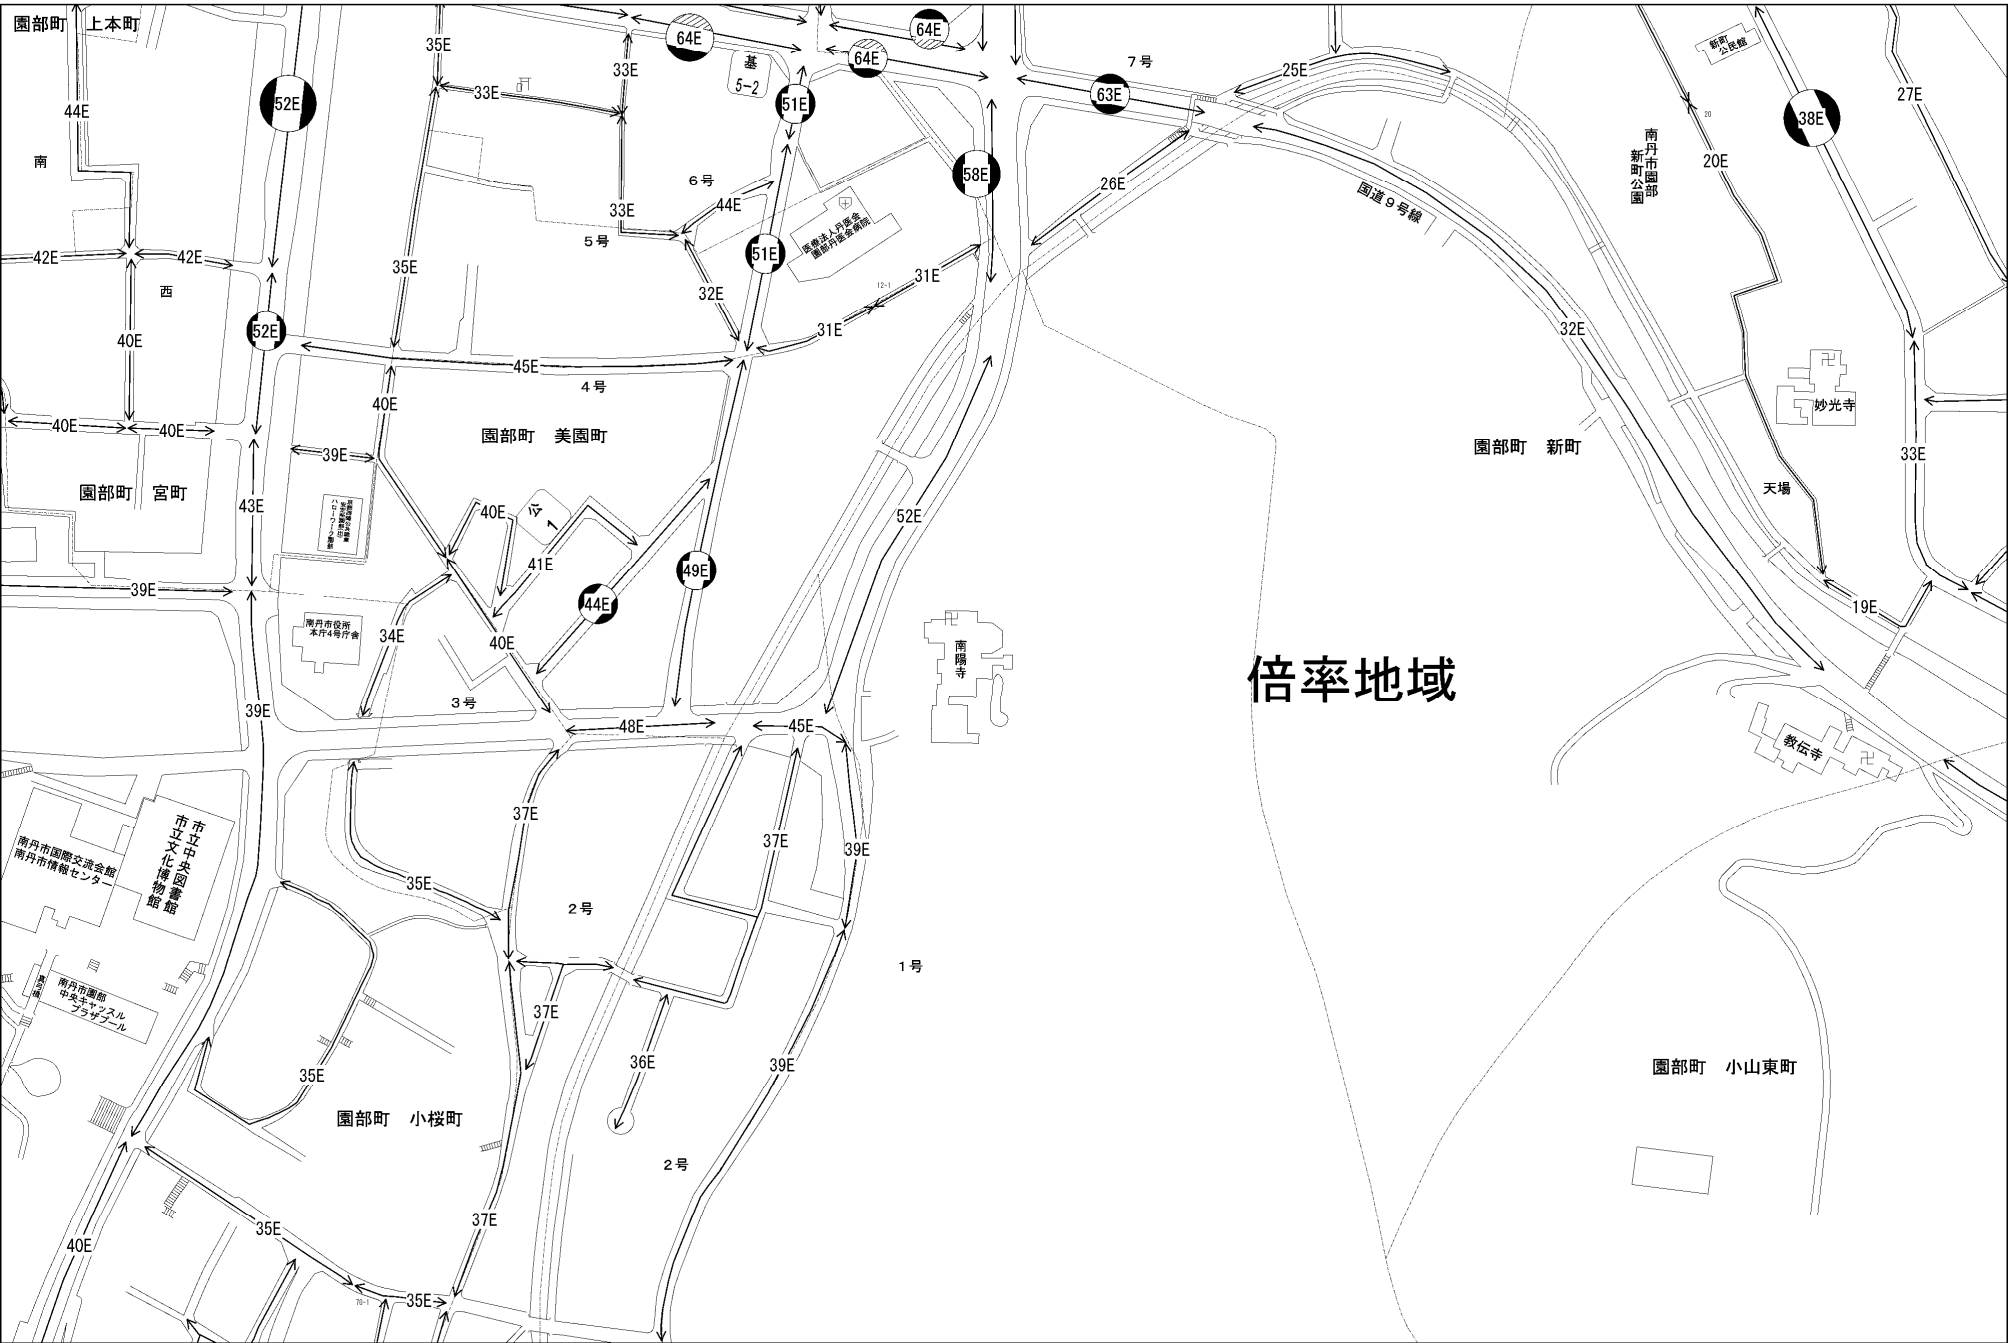 園部町 上本町
64E
64E
64E
35E
33E
33E
基
5-2
7号
25E
新町
公民館
27E
52E
51E
63E
38E
44E
20
20E
南丹市園部
新町公園
南
58E
6号
44E
26E
33E
国道9号線
医療法人丹医会
園部丹医会病院
5号
42E
42E
35E
51E
西
32E
12-1
31E
31E
52E
40E
32E
45E
4号
40E
妙光寺
40E
40E
園部町 美園町
園部町 新町
39E
33E
園部町 宮町
天場
43E
40E
公
1
52E
41E
49E
39E
44E
19E
南丹市役所
本庁4号庁舎
34E
40E
南陽寺
倍率地域
39E
3号
48E
45E
教伝寺
37E
37E
39E
市立中央図書館
市立文化博物館
南丹市国際交流会館
南丹市情報センター
35E
2号
1号
南丹市園部
中央キャッスル
プラザプール
37E
36E
39E
35E
園部町 小山東町
園部町 小桜町
2号
37E
35E
40E
35E
70-1